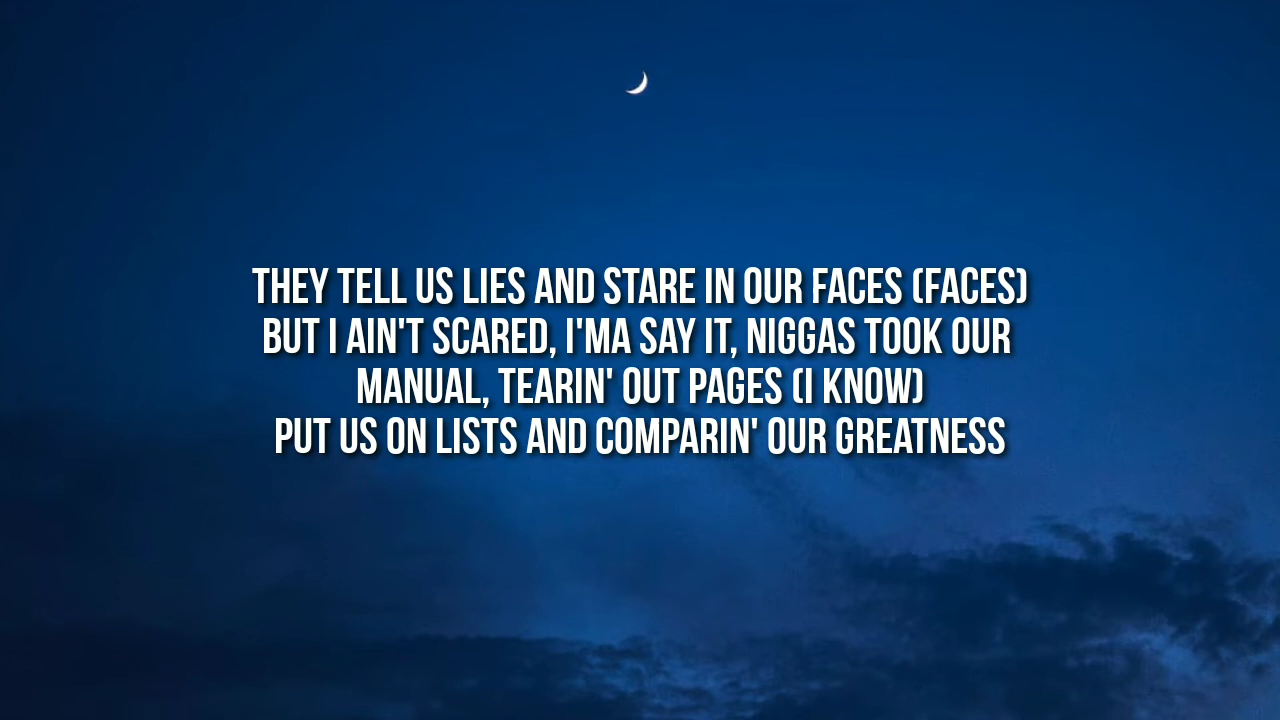 THEY TELL US LIES AND STARE IN OUR FACES (FACES)
BUT I AIN'T SCARED, I'MA SAY IT, NIGGAS TOOK OUR
MANUAL, TEARIN' OUT PAGES (I KNOW)
PUT US ON LISTS AND COMPARIN' OUR GREATNESS